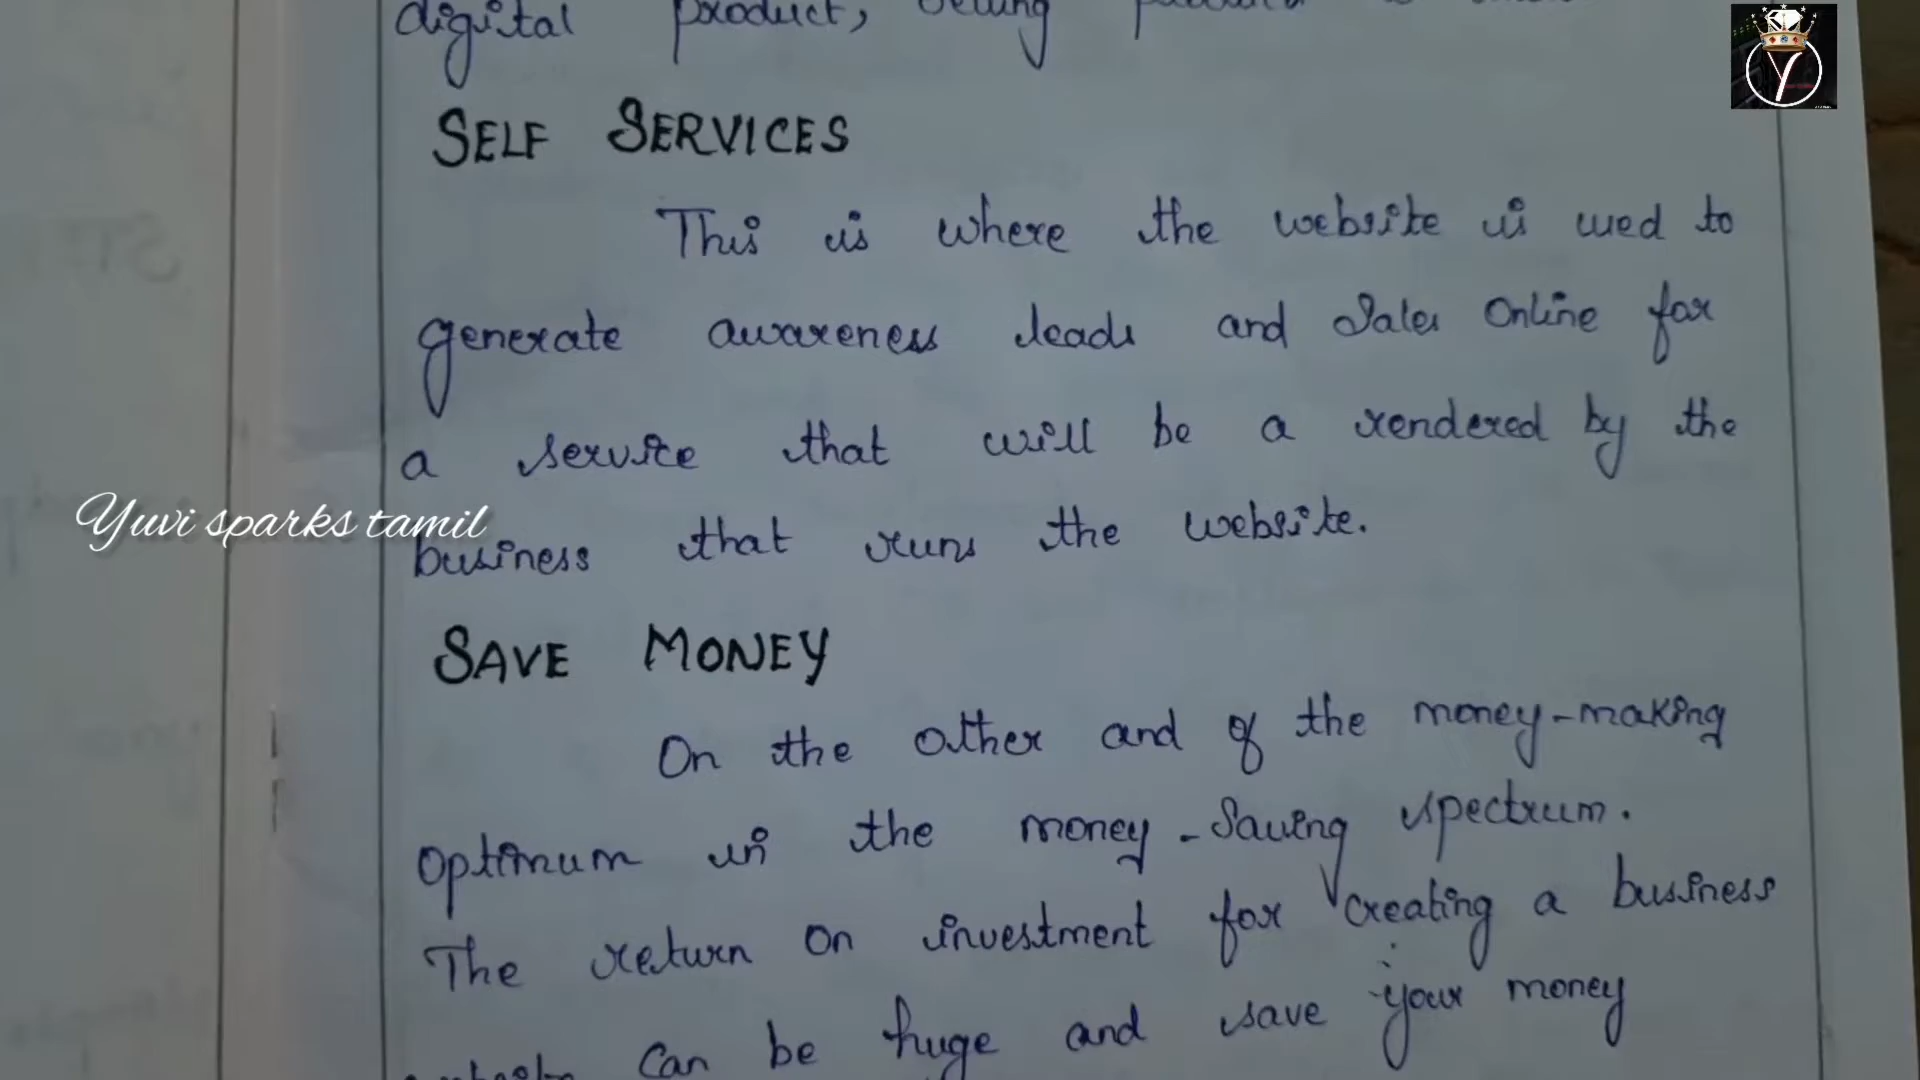 digital product, selling
SELF SERVICES
This is where the website is used to
generate awareness leads and Sales Online for
a service that will be a rendered by the
Yuvi sparks tamil
business that runs the website.
SAVE MONEY
On the other and of the money-making
Optimum in the money-Saving spectrum.
The return on investment for creating a business
can be huge and save your money